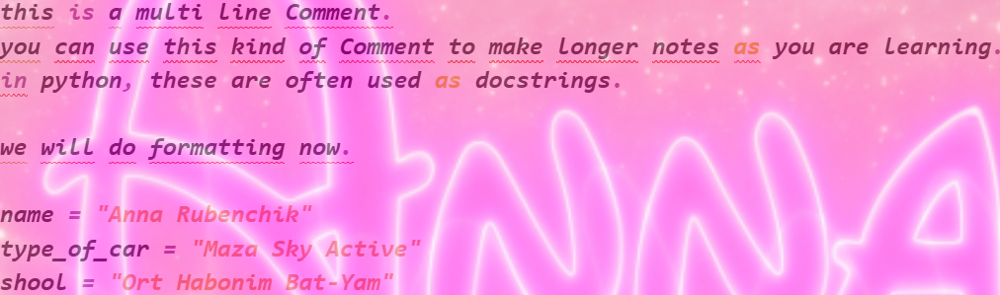 this is a multi line Comment.
you can use this kind of Comment to make longer notes as you are learning.
in python, these are often used as docstrings.
we will do formatting now.
name = "Anna Rubenchik"
type_of_car = "Maza Sky Active"
shool = "Ort Habonim Bat-Yam"
ANNA